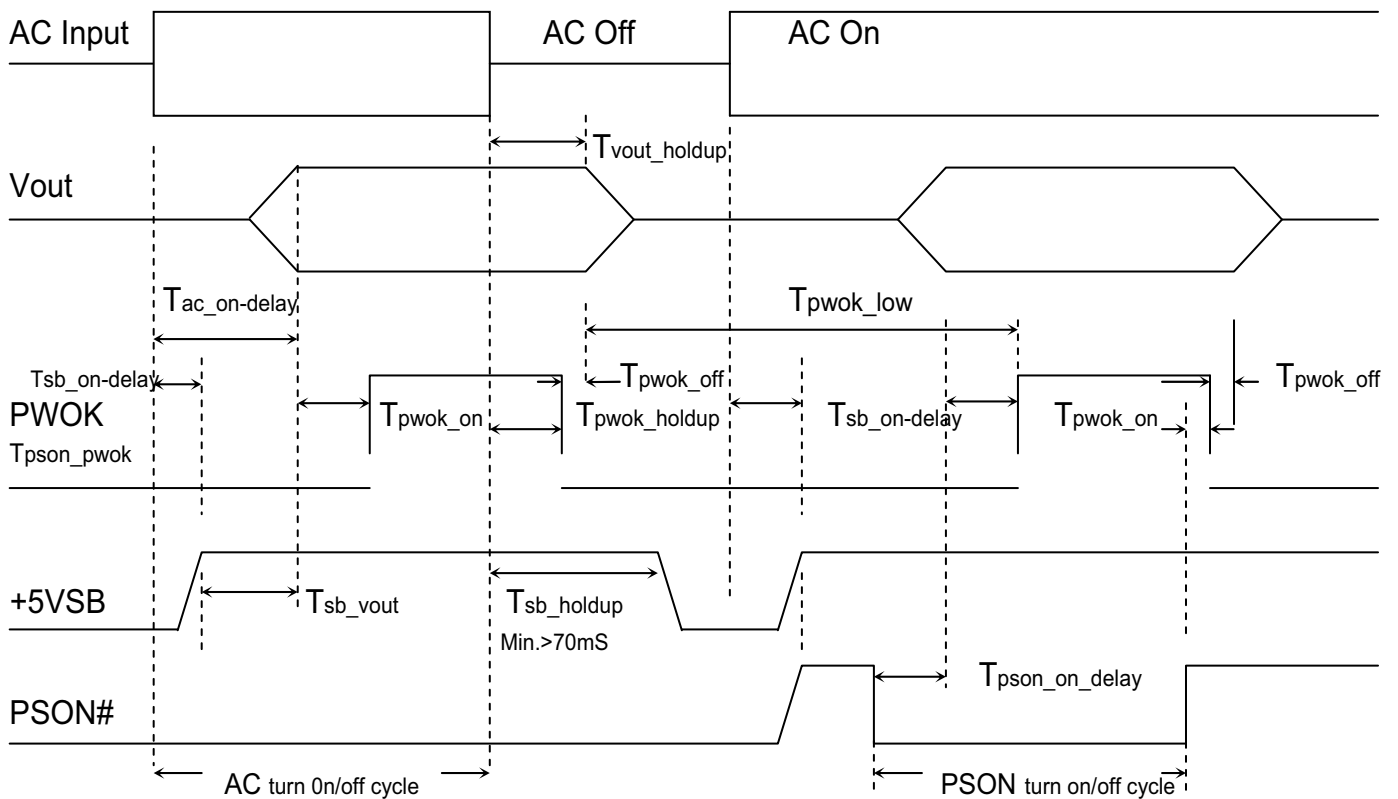 AC Input
AC Off
AC On
Tvout_holdup
Vout
Tac_on-delay
Tpwok_low
Tsb_on-delay
Tpwok_off
Tpwok_off
PWOK
Tpwok_on
Tpwok_holdup
Tsb_on-delay
Tpwok_on
Tpson_pwok
+5VSB
Tsb_vout
Tsb_holdup
Min.>70mS
Tpson_on_delay
PSON#
AC turn 0n/off cycle
PSON turn on/off cycle